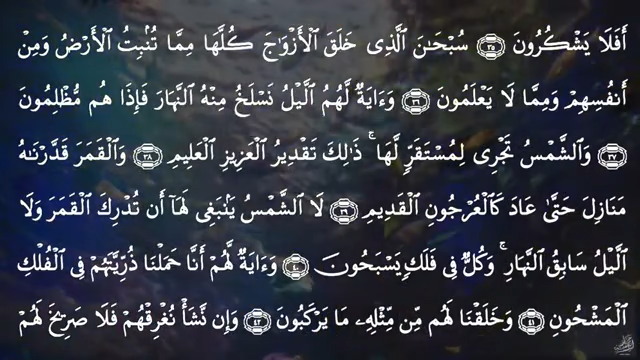 أَفَلَا يَشْكُرُونَ ٣٥ سُبْحَـٰنَ ٱلَّذِى خَلَقَ ٱلْأَزْوَٰجَ كُلَّهَا مِمَّا تُنۢبِتُ ٱلْأَرْضُ وَمِنْ
أَنفُسِهِمْ وَمِمَّا لَا يَعْلَمُونَ ٣٦ وَءَايَةٌ لَّهُمُ ٱلَّيْلُ نَسْلَخُ مِنْهُ ٱلنَّهَارَ فَإِذَا هُم مُّظْلِمُونَ
٣٧ وَٱلشَّمْسُ تَجْرِى لِمُسْتَقَرٍّ لَّهَا ۚ ذَٰلِكَ تَقْدِيرُ ٱلْعَزِيزِ ٱلْعَلِيمِ ٣٨ وَٱلْقَمَرَ قَدَّرْنَـٰهُ
مَنَازِلَ حَتَّىٰ عَادَ كَٱلْعُرْجُونِ ٱلْقَدِيمِ ٣٩ لَا ٱلشَّمْسُ يَنۢبَغِى لَهَآ أَن تُدْرِكَ ٱلْقَمَرَ وَلَا
ٱلَّيْلُ سَابِقُ ٱلنَّهَارِ ۚ وَكُلٌّ فِى فَلَكٍ يَسْبَحُونَ ٤٠ وَءَايَةٌ لَّهُمْ أَنَّا حَمَلْنَا ذُرِّيَّتَهُمْ فِى ٱلْفُلْكِ
ٱلْمَشْحُونِ ٤١ وَخَلَقْنَا لَهُم مِّن مِّثْلِهِۦ مَا يَرْكَبُونَ ٤٢ وَإِن نَّشَأْ نُغْرِقْهُمْ فَلَا صَرِيخَ لَهُمْ